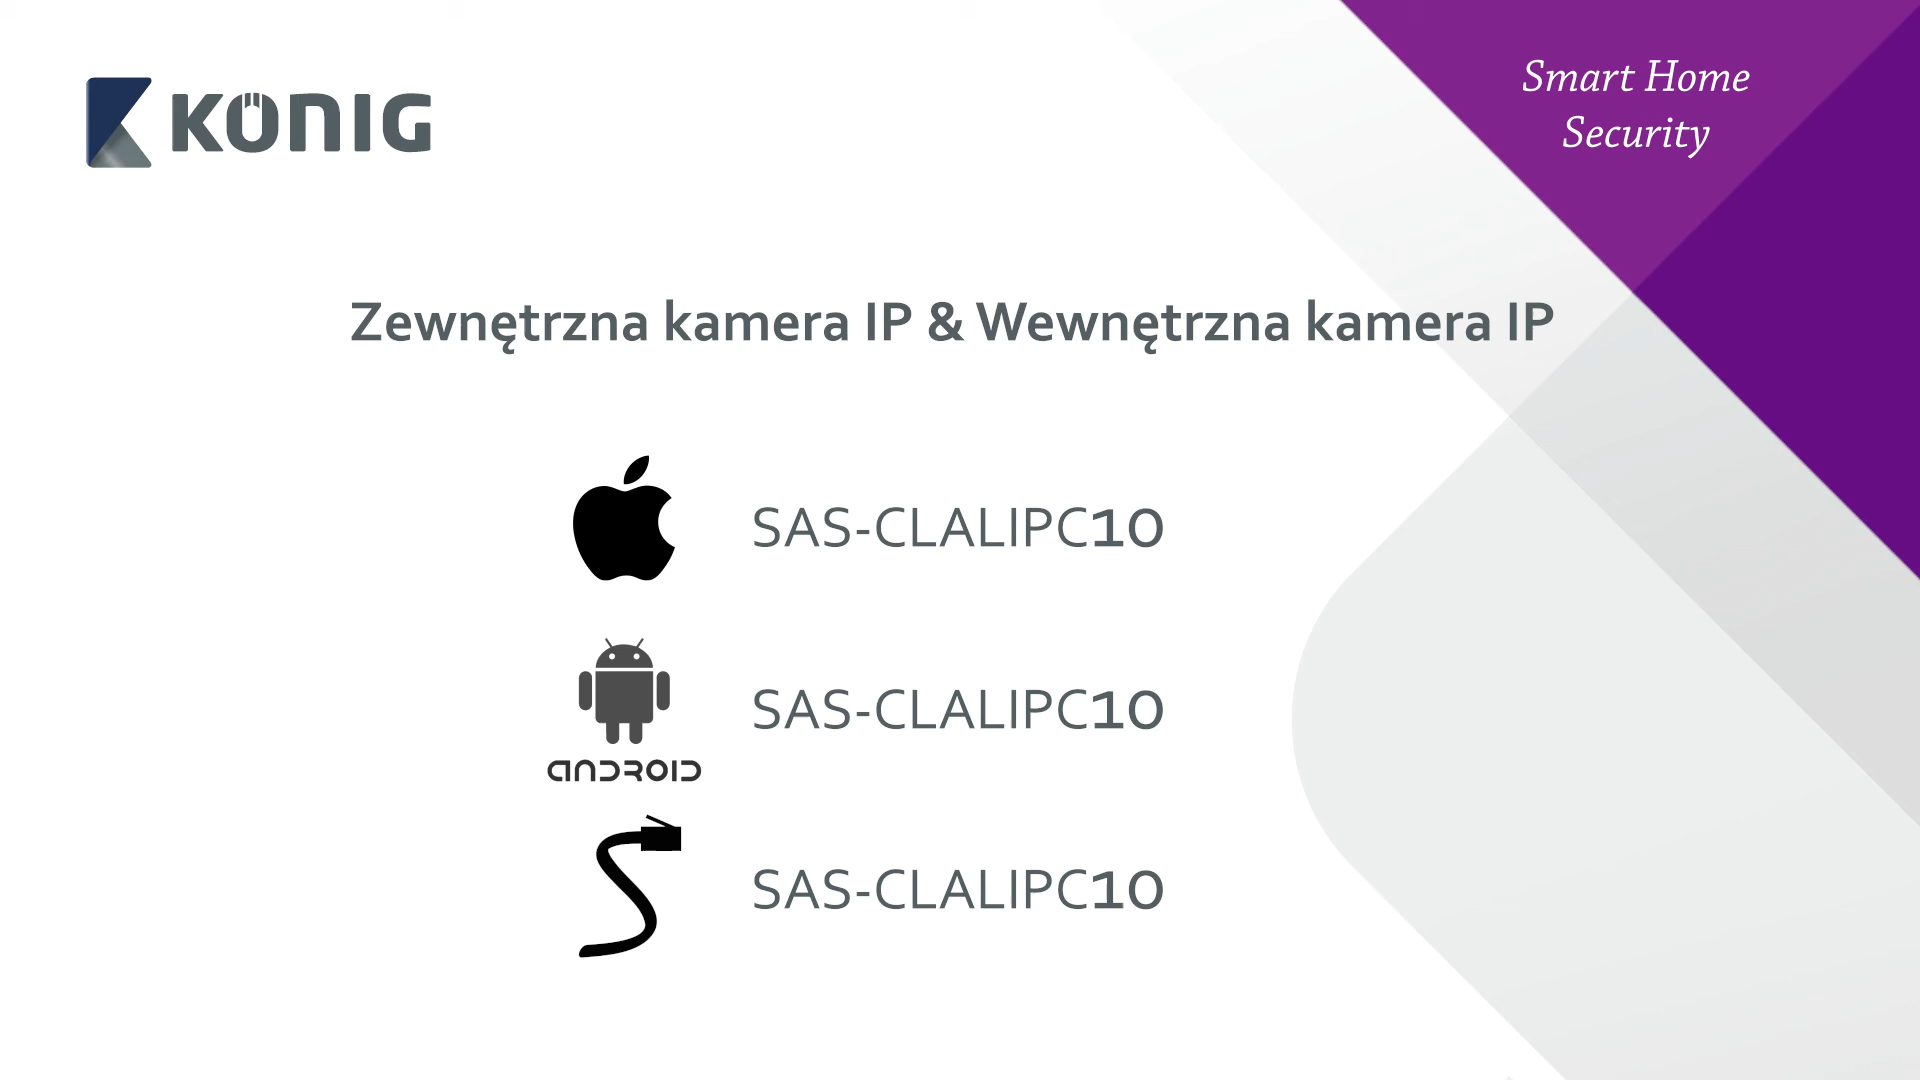 KÖNIG
Smart Home
Security
Zewnętrzna kamera IP & Wewnętrzna kamera IP
SAS-CLALIPC10
SAS-CLALIPC10
ANDROID
SAS-CLALIPC10